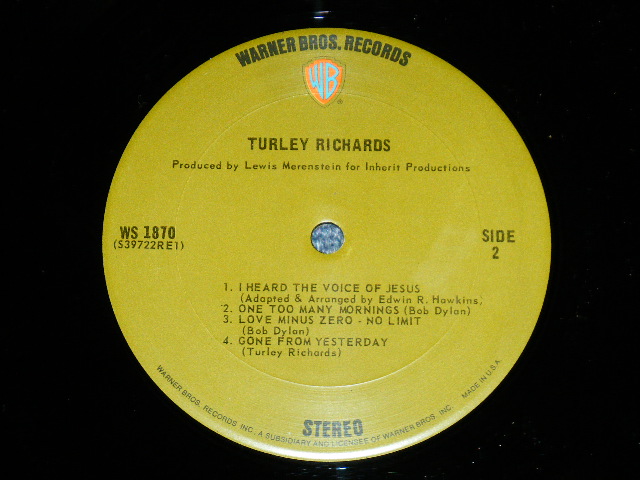 WARNER BROS. RECORDS
WB
®
TURLEY RICHARDS
Produced by Lewis Merenstein for Inherit Productions
WS 1870
(S39722RE1)
SIDE
2
1. I HEARD THE VOICE OF JESUS
(Adapted & Arranged by Edwin R. Hawkins)
2. ONE TOO MANY MORNINGS (Bob Dylan)
3. LOVE MINUS ZERO - NO LIMIT
(Bob Dylan)
4. GONE FROM YESTERDAY
(Turley Richards)
STEREO
WARNER BROS. RECORDS INC. A SUBSIDIARY AND LICENSEE OF WARNER BROS. INC. MADE IN U.S.A.